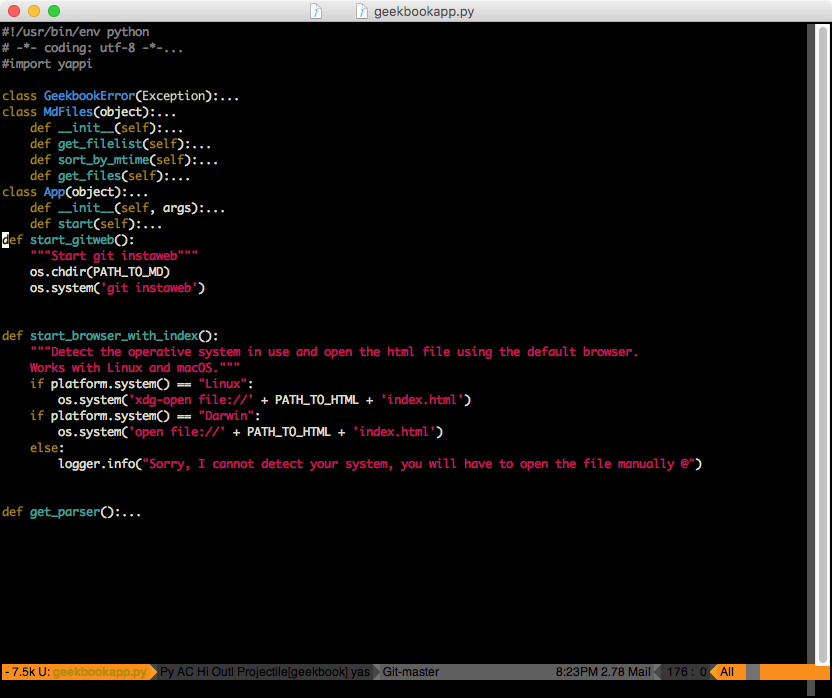 geekbookapp.py
#!/usr/bin/env python
# -*- coding: utf-8 -*-...
#import yappi
class GeekbookError(Exception):...
class MdFiles(object):...
    def __init__(self):...
    def get_filelist(self):...
    def sort_by_mtime(self):...
    def get_files(self):...
class App(object):...
    def __init__(self, args):...
    def start(self):...
def start_gitweb():
    """Start git instaweb"""
    os.chdir(PATH_TO_MD)
    os.system('git instaweb')
def start_browser_with_index():
    """Detect the operative system in use and open the html file using the default browser.
    Works with Linux and macOS."""
    if platform.system() == "Linux":
        os.system('xdg-open file://' + PATH_TO_HTML + 'index.html')
    if platform.system() == "Darwin":
        os.system('open file://' + PATH_TO_HTML + 'index.html')
    else:
        logger.info("Sorry, I cannot detect your system, you will have to open the file manually @")
def get_parser():...
- 7.5k U: geekbookapp.py Py AC Hi Outl Projectile[geekbook] yas Git-master 8:23PM 2.78 Mail 176 : 0 All